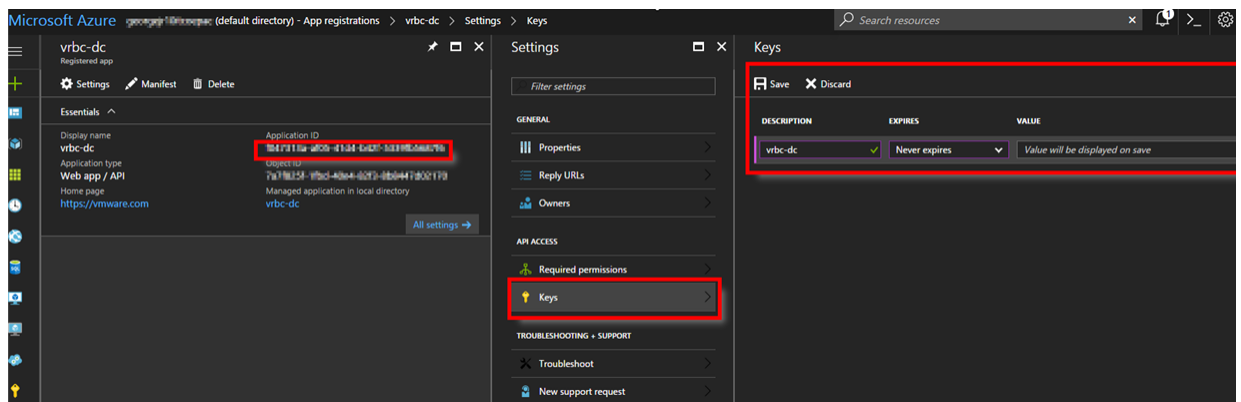 Microsoft Azure (default directory) - App registrations > vrbc-dc > Settings > Keys
Search resources
1
vrbc-dc
Registered app
Settings Manifest Delete
Essentials
Display name
vrbc-dc
Application ID
Application type
Web app / API
Object ID
Home page
https://vmware.com
Managed application in local directory
vrbc-dc
All settings →
Settings
Filter settings
GENERAL
Properties
Reply URLs
Owners
API ACCESS
Required permissions
Keys
TROUBLESHOOTING + SUPPORT
Troubleshoot
New support request
Keys
Save Discard
DESCRIPTION EXPIRES VALUE
vrbc-dc Never expires Value will be displayed on save